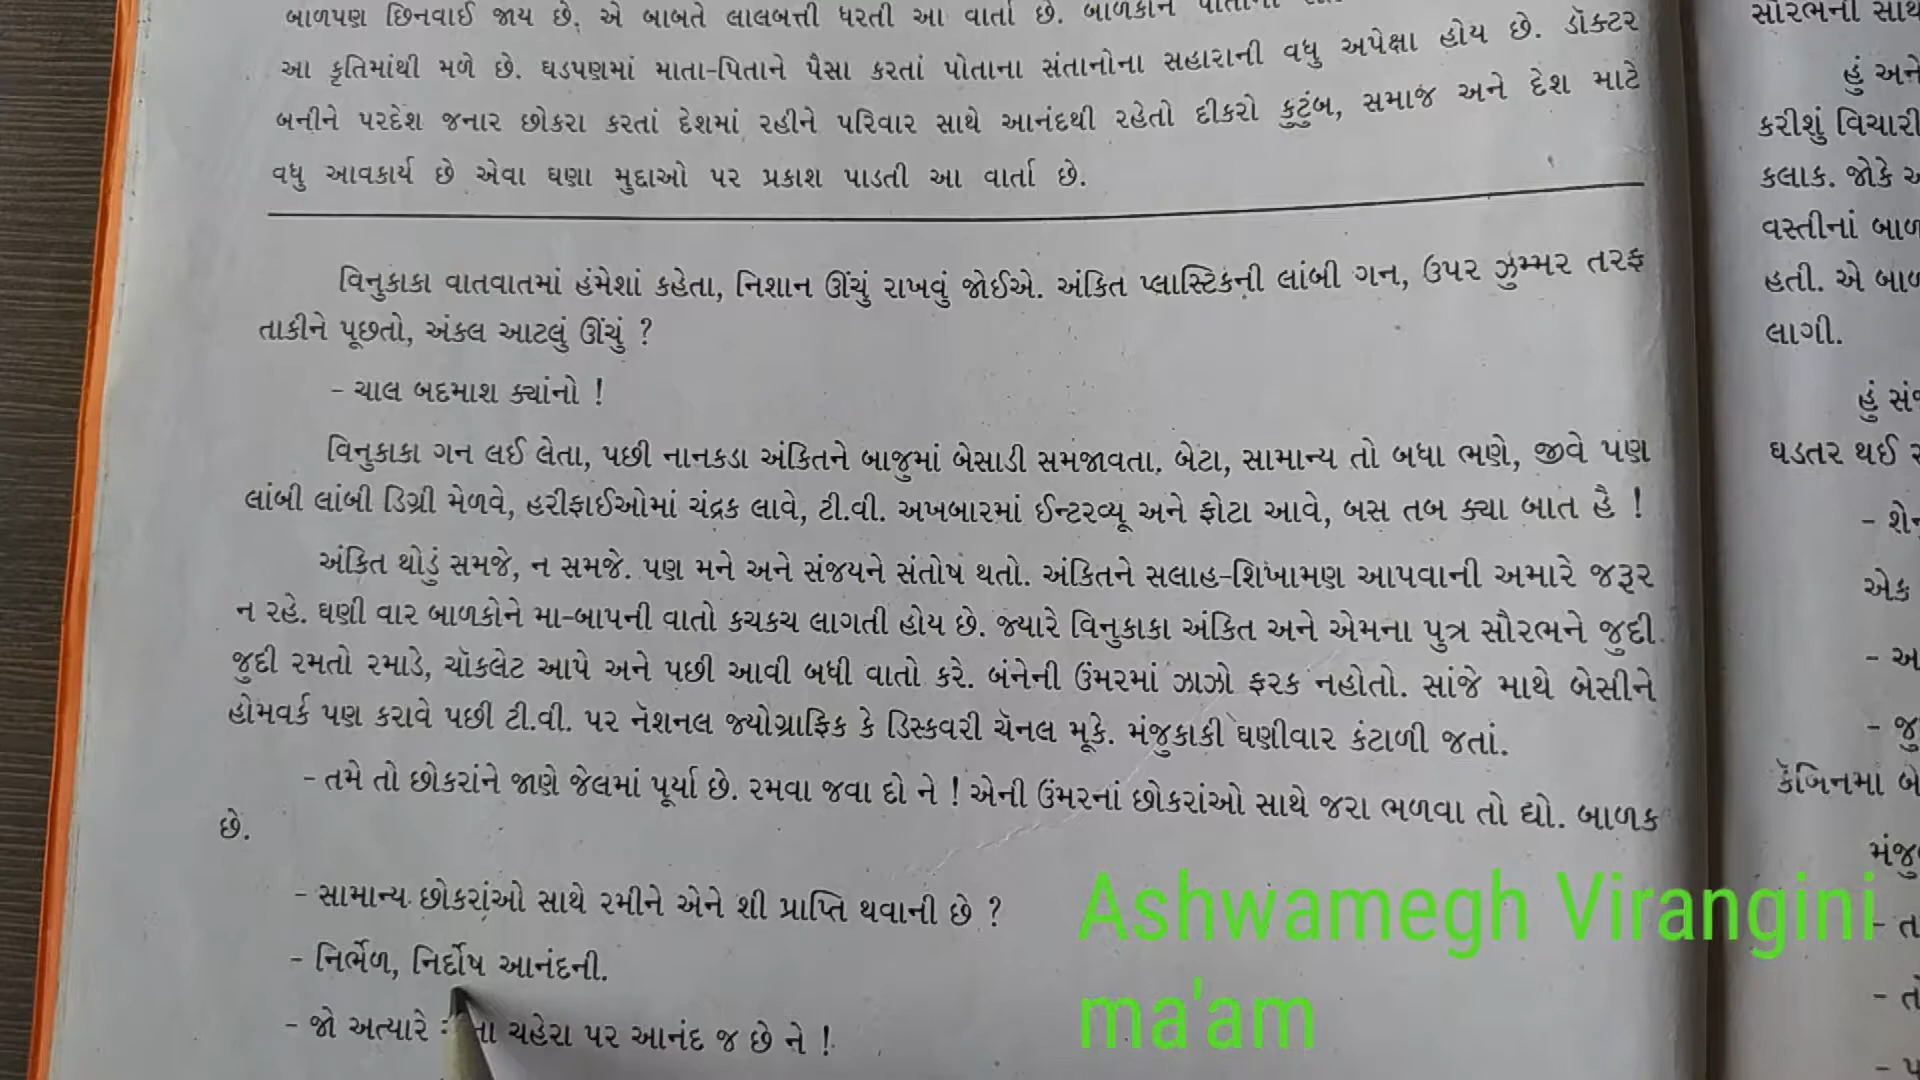 બાળપણ છિનવાઈ જાય છે, એ બાબતે લાલબત્તી ધરતી આ વાર્તા છે. બાળકોને
આ કૃતિમાંથી મળે છે. ઘડપણમાં માતા-પિતાને પૈસા કરતાં પોતાના સંતાનોના સહારાની વધુ અપેક્ષા હોય છે. ડૉક્ટર
બનીને પરદેશ જનાર છોકરા કરતાં દેશમાં રહીને પરિવાર સાથે આનંદથી રહેતો દીકરો કુટુંબ, સમાજ અને દેશ માટે
વધુ આવકાર્ય છે એવા ઘણા મુદ્દાઓ પર પ્રકાશ પાડતી આ વાર્તા છે.
વિનુકાકા વાતવાતમાં હંમેશાં કહેતા, નિશાન ઊંચું રાખવું જોઈએ. અંકિત પ્લાસ્ટિકની લાંબી ગન, ઉપર ઝુમ્મર તરફ
તાકીને પૂછતો, અંકલ આટલું ઊંચું ?
- ચાલ બદમાશ ક્યાંનો !
વિનુકાકા ગન લઈ લેતા, પછી નાનકડા અંકિતને બાજુમાં બેસાડી સમજાવતા. બેટા, સામાન્ય તો બધા ભણે, જીવે પણ
લાંબી લાંબી ડિગ્રી મેળવે, હરીફાઈઓમાં ચંદ્રક લાવે, ટી.વી. અખબારમાં ઈન્ટરવ્યૂ અને ફોટા આવે, બસ તબ ક્યા બાત હૈ !
અંકિત થોડું સમજે, ન સમજે. પણ મને અને સંજયને સંતોષ થતો. અંકિતને સલાહ-શિખામણ આપવાની અમારે જરૂર
ન રહે. ઘણી વાર બાળકોને મા-બાપની વાતો કચકચ લાગતી હોય છે. જ્યારે વિનુકાકા અંકિત અને એમના પુત્ર સૌરભને જુદી
જુદી રમતો રમાડે, ચૉકલેટ આપે અને પછી આવી બધી વાતો કરે. બંનેની ઉંમરમાં ઝાઝો ફરક નહોતો. સાંજે માથે બેસીને
હોમવર્ક પણ કરાવે પછી ટી.વી. પર નૅશનલ જ્યોગ્રાફિક કે ડિસ્કવરી ચૅનલ મૂકે. મંજુકાકી ઘણીવાર કંટાળી જતાં.
- તમે તો છોકરાંને જાણે જેલમાં પૂર્યા છે. રમવા જવા દો ને ! એની ઉંમરનાં છોકરાંઓ સાથે જરા ભળવા તો દ્યો. બાળક
છે.
- સામાન્ય છોકરાંઓ સાથે રમીને એને શી પ્રાપ્તિ થવાની છે ?
- નિર્ભેળ, નિર્દોષ આનંદની.
- જો અત્યારે ચહેરા પર આનંદ જ છે ને !
Ashwamegh Virangini
ma'am
સૌરભની સાથ
હું અને
કરીશું વિચારી
કલાક. જોકે
વસ્તીનાં બાળ
હતી. એ બાળ
લાગી.
હું
ઘડતર થઈ
એક
કૅબિનમાં